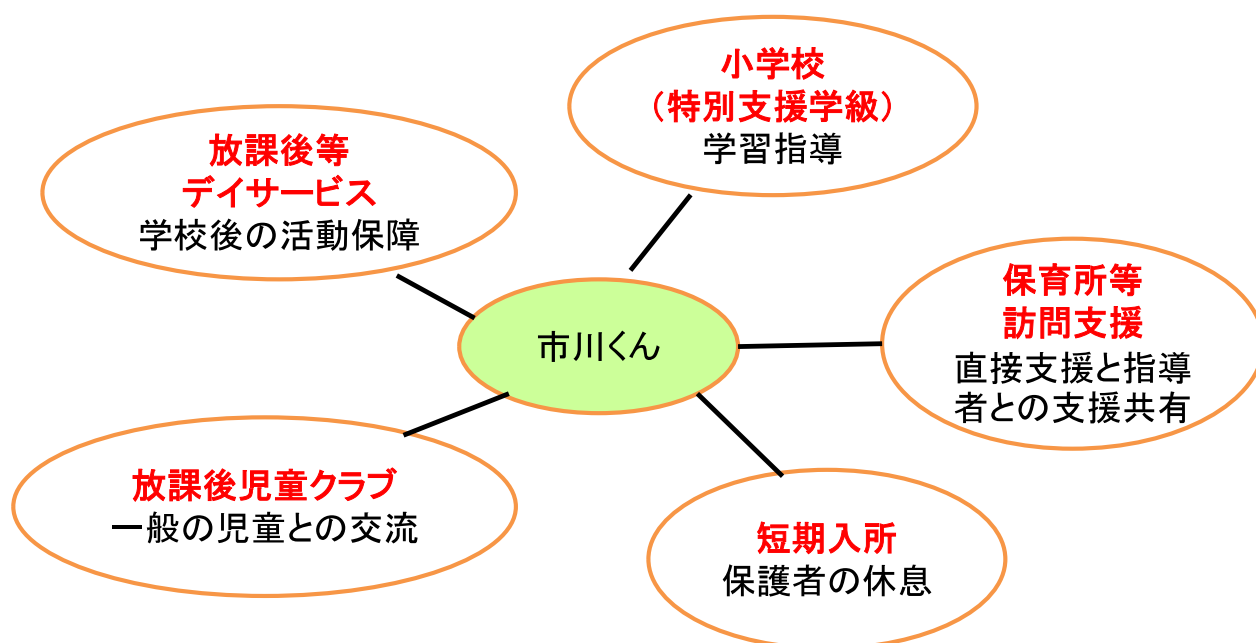 小学校
（特別支援学級）
学習指導
放課後等
デイサービス
学校後の活動保障
保育所等
訪問支援
直接支援と指導
者との支援共有
市川くん
放課後児童クラブ
一般の児童との交流
短期入所
保護者の休息